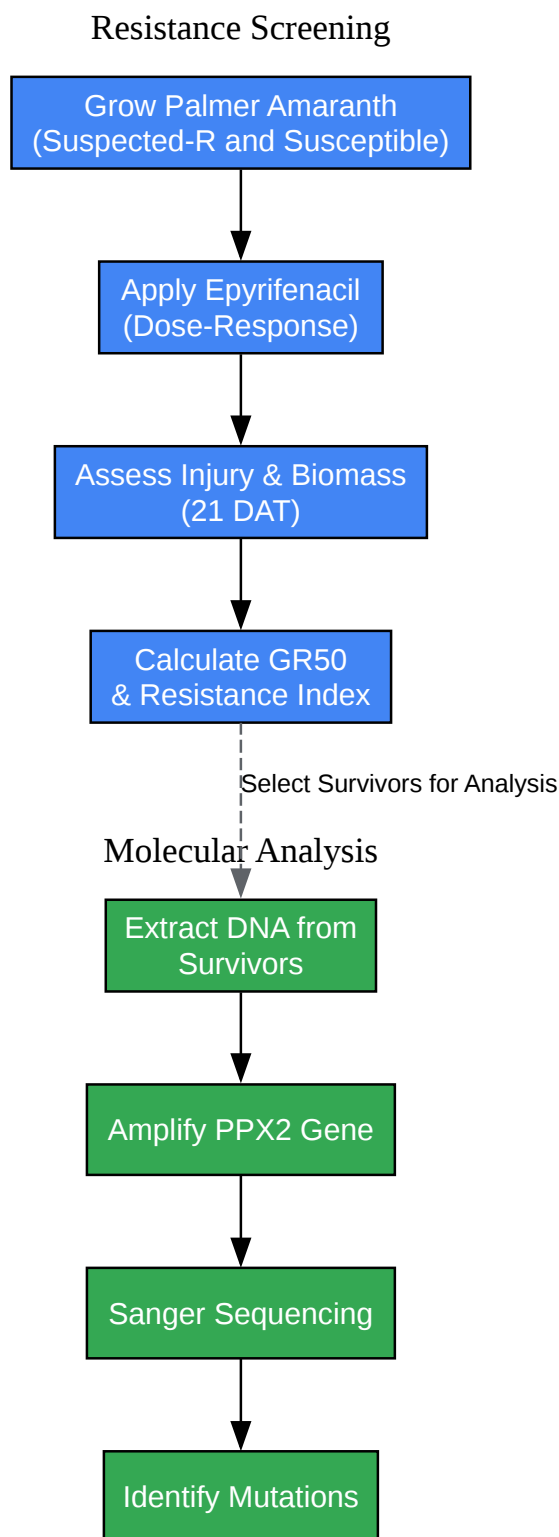 Resistance Screening
Grow Palmer Amaranth
(Suspected-R and Susceptible)
Apply Epyrifenacil
(Dose-Response)
Assess Injury & Biomass
(21 DAT)
Calculate GR50
& Resistance Index
Select Survivors for Analysis
Molecular Analysis
Extract DNA from
Survivors
Amplify PPX2 Gene
Sanger Sequencing
Identify Mutations